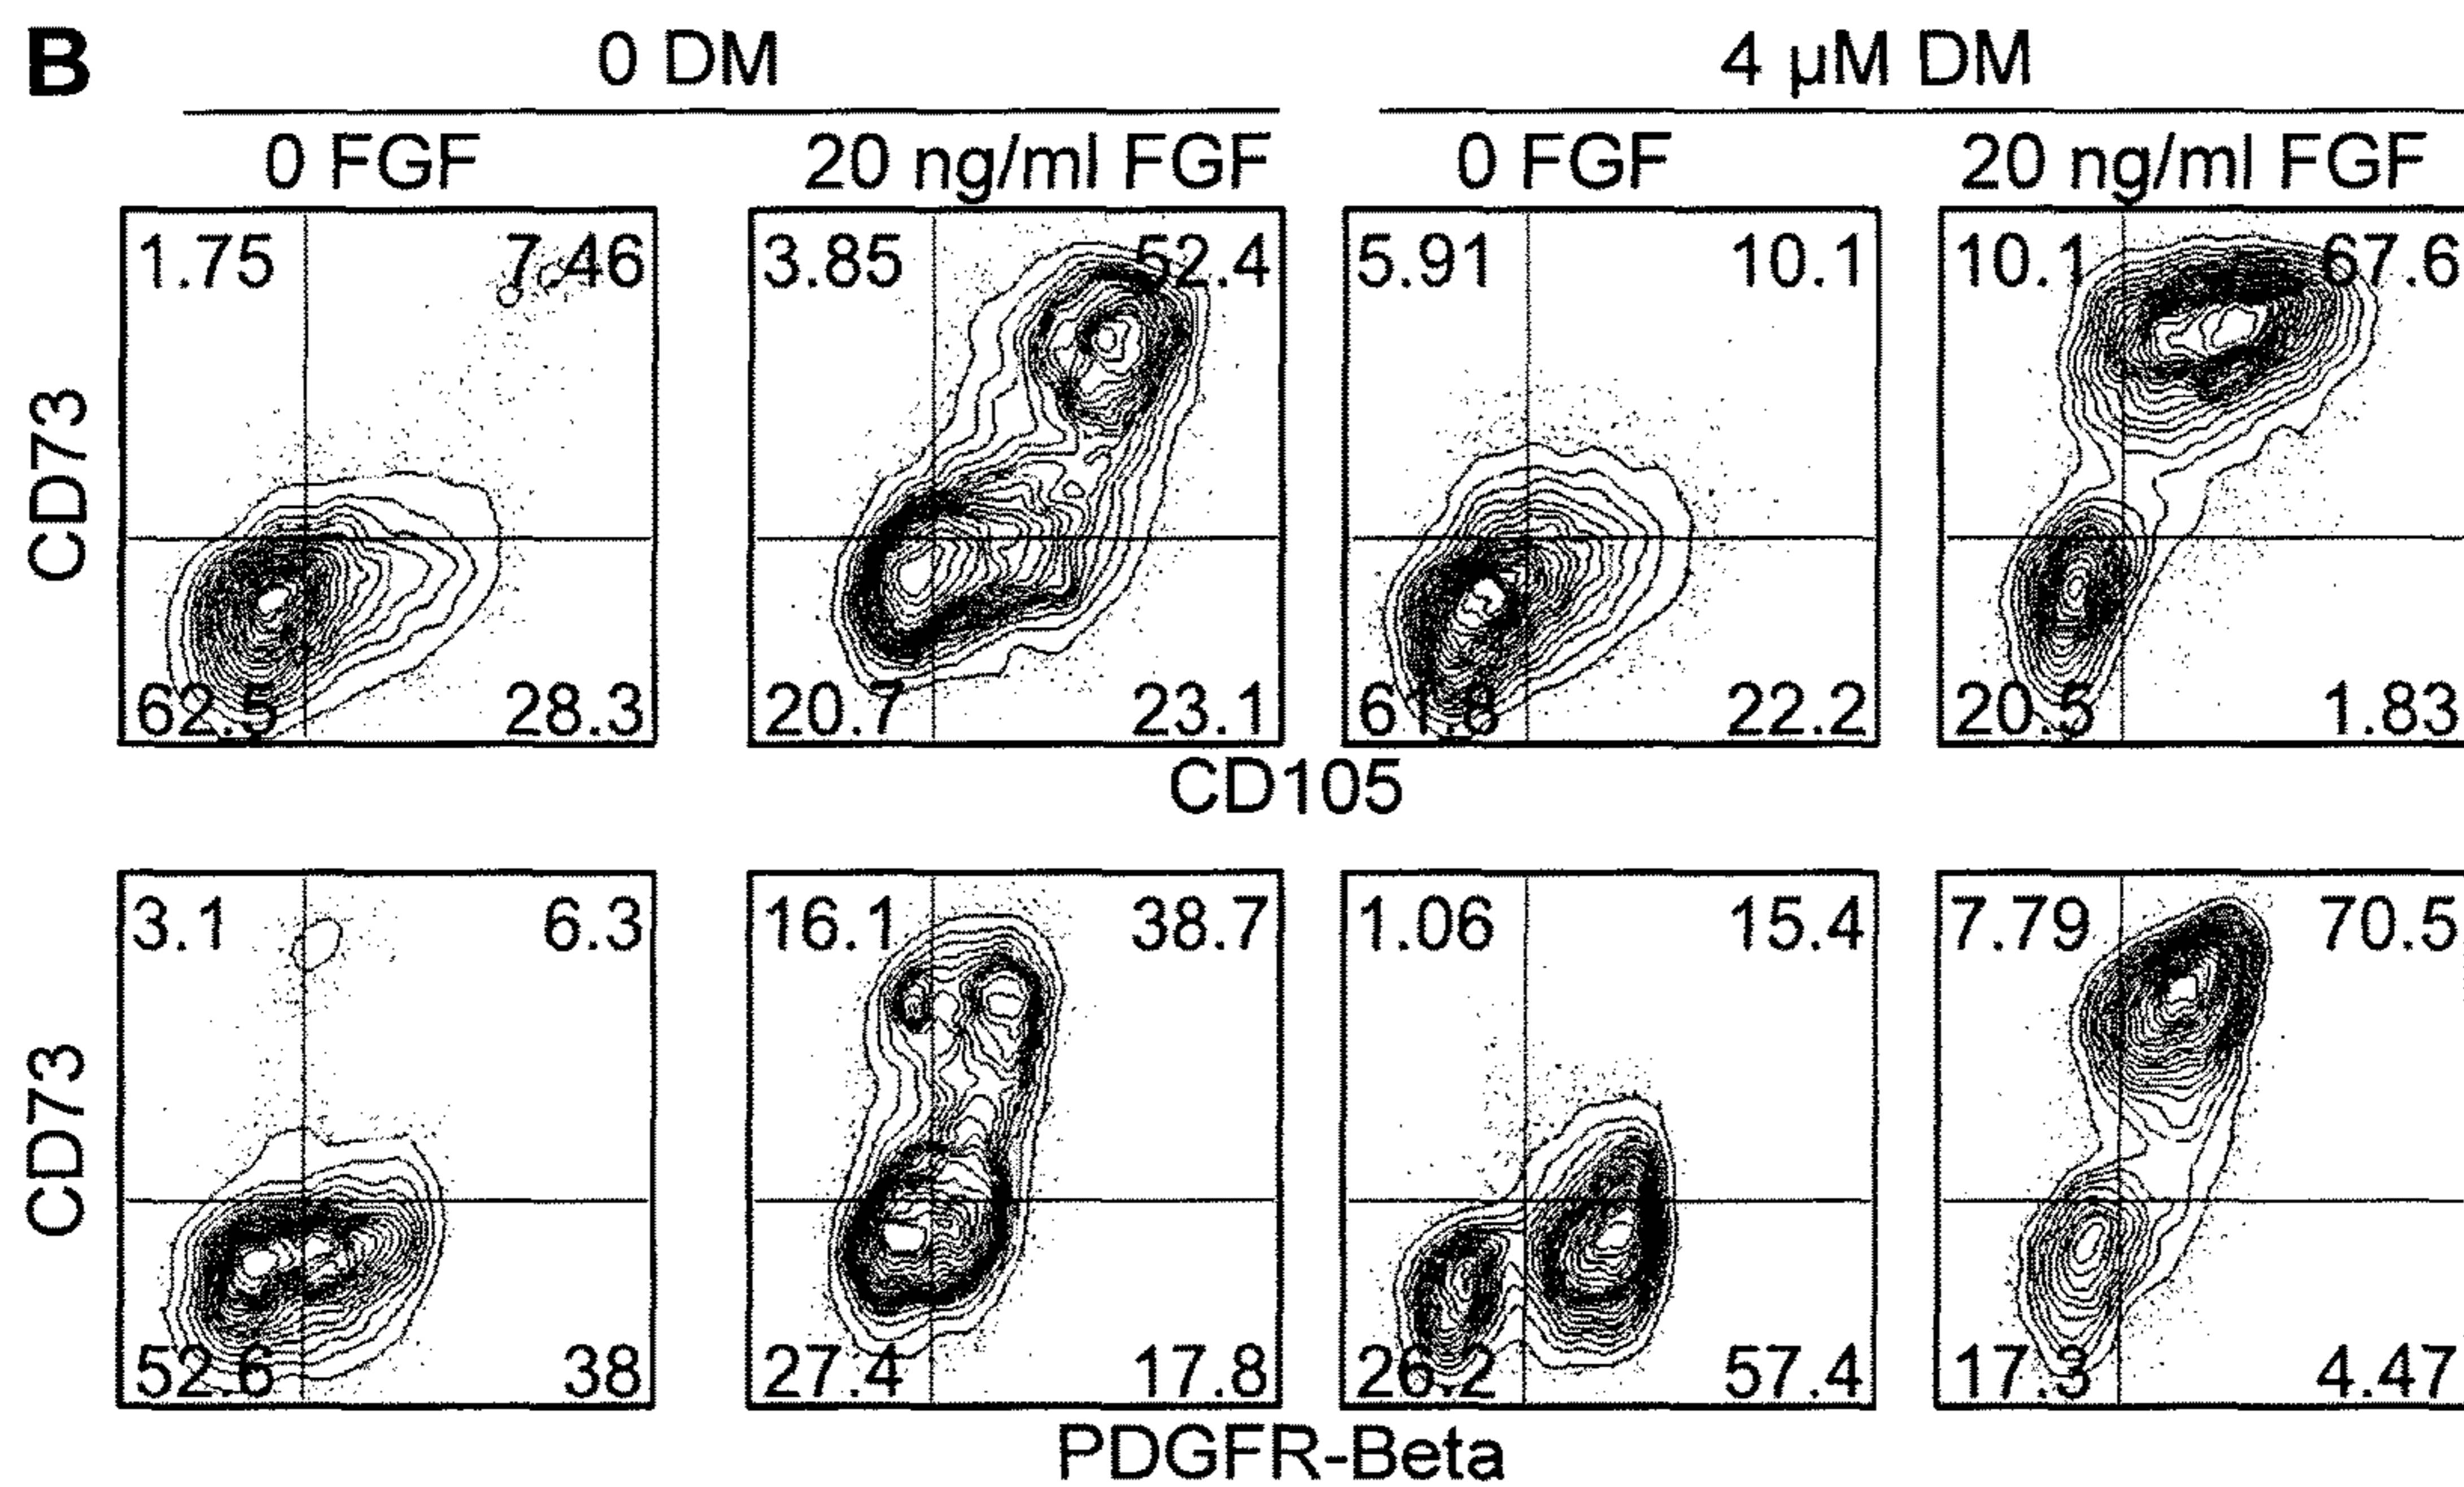 B
0 DM 4 µM DM
0 FGF 20 ng/ml FGF 0 FGF 20 ng/ml FGF
1.75 7.46 3.85 52.4 5.91 10.1 10.1 67.6
CD73
62.5 28.3 20.7 23.1 61.8 22.2 20.5 1.83
CD105
3.1 6.3 16.1 38.7 1.06 15.4 7.79 70.5
CD73
52.6 38 27.4 17.8 26.2 57.4 17.3 4.47
PDGFR-Beta